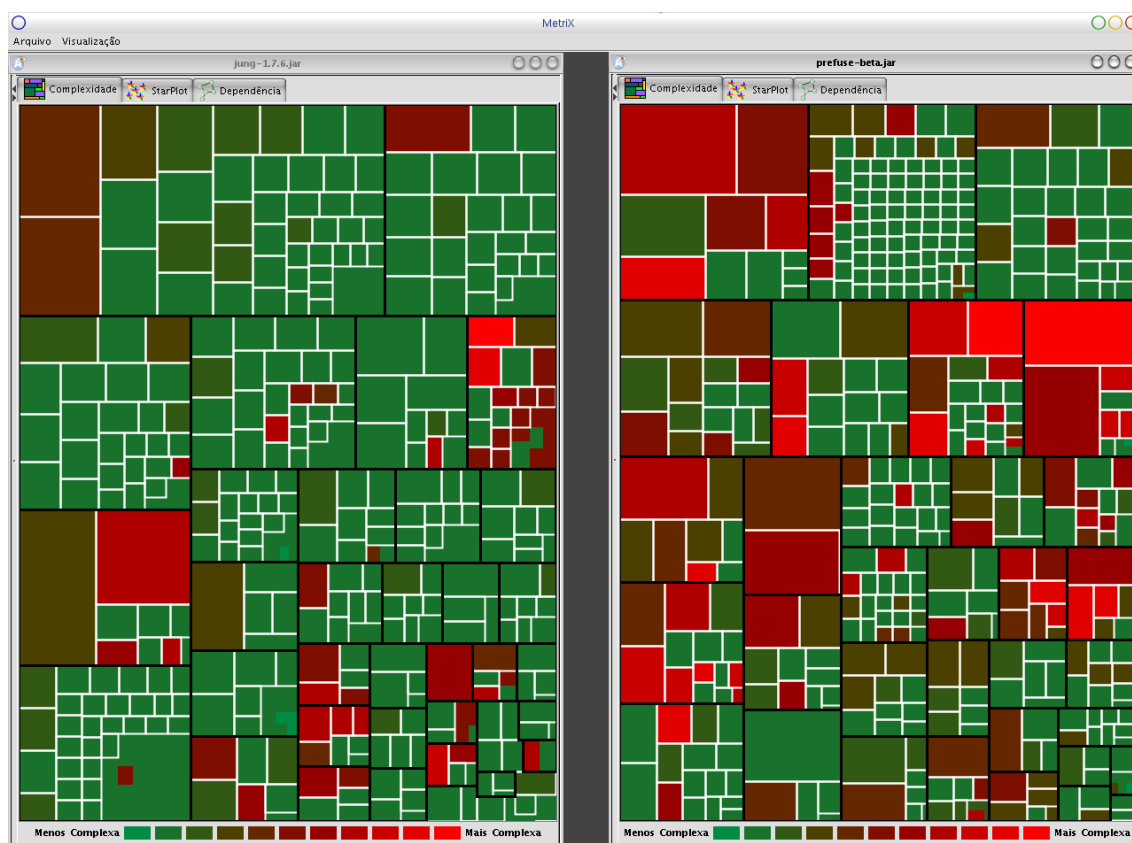 MetriX
Arquivo Visualização
jung-1.7.6.jar
Complexidade StarPlot Dependência
Menos Complexa Mais Complexa
prefuse-beta.jar
Complexidade StarPlot Dependência
Menos Complexa Mais Complexa